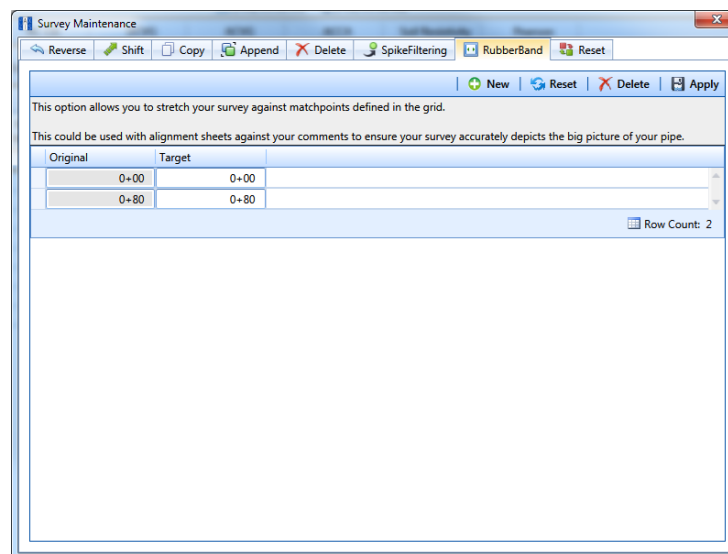 Survey Maintenance
Reverse Shift Copy Append Delete SpikeFiltering RubberBand Reset
New Reset Delete Apply
This option allows you to stretch your survey against matchpoints defined in the grid.
This could be used with alignment sheets against your comments to ensure your survey accurately depicts the big picture of your pipe.
Original Target
0+00 0+00
0+80 0+80
Row Count: 2